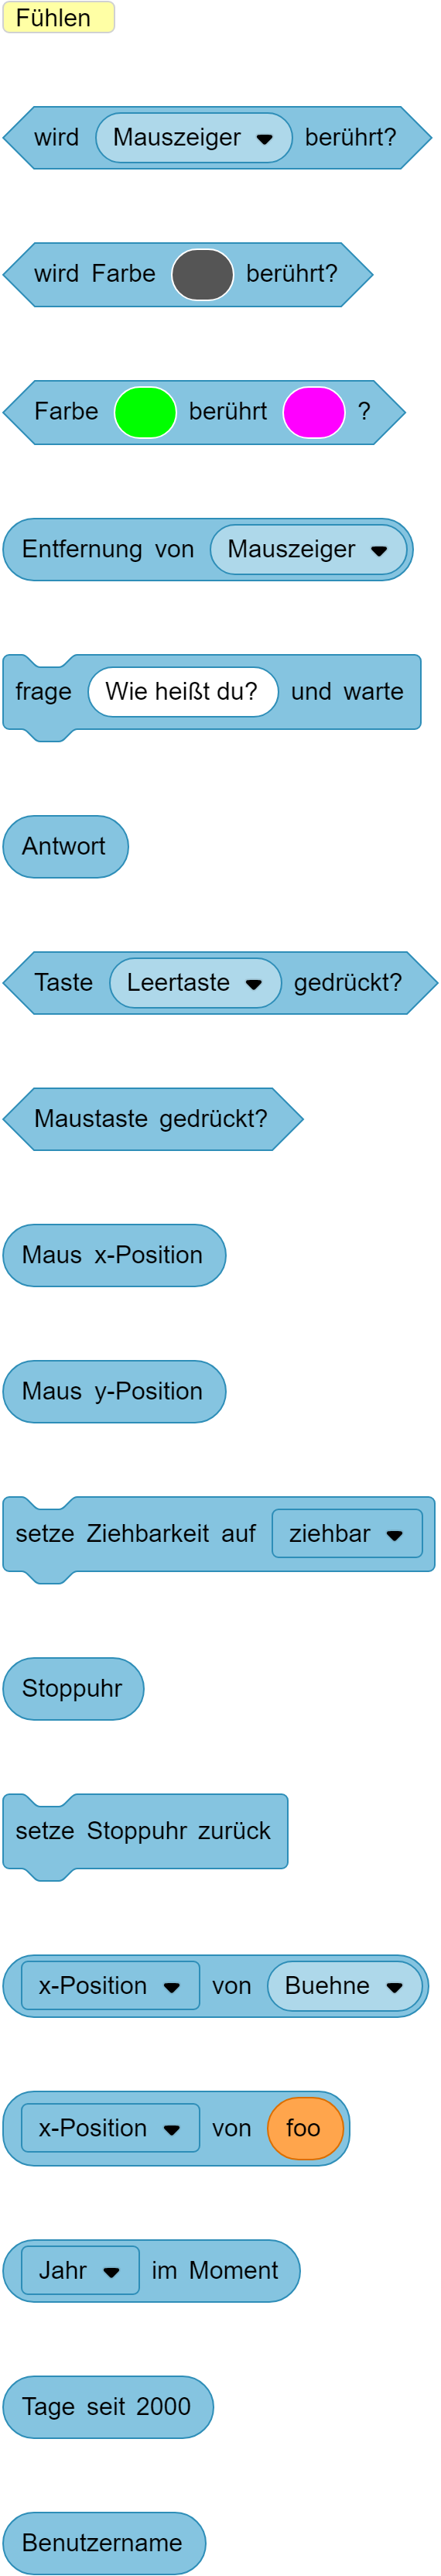 Fühlen
wird Mauszeiger berührt?
wird Farbe berührt?
Farbe berührt ?
Entfernung von Mauszeiger
frage Wie heißt du? und warte
Antwort
Taste Leertaste gedrückt?
Maustaste gedrückt?
Maus x-Position
Maus y-Position
setze Ziehbarkeit auf ziehbar
Stoppuhr
setze Stoppuhr zurück
x-Position von Buehne
x-Position von foo
Jahr im Moment
Tage seit 2000
Benutzername